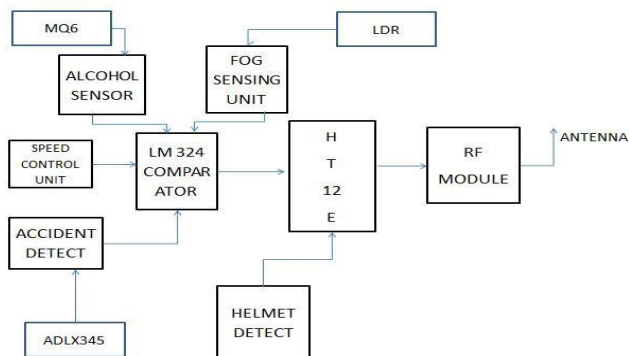 MQ6
LDR
ALCOHOL
SENSOR
FOG
SENSING
UNIT
SPEED
CONTROL
UNIT
LM 324
COMPAR
ATOR
H
T
12
E
RF
MODULE
ANTENNA
ACCIDENT
DETECT
HELMET
DETECT
ADLX345